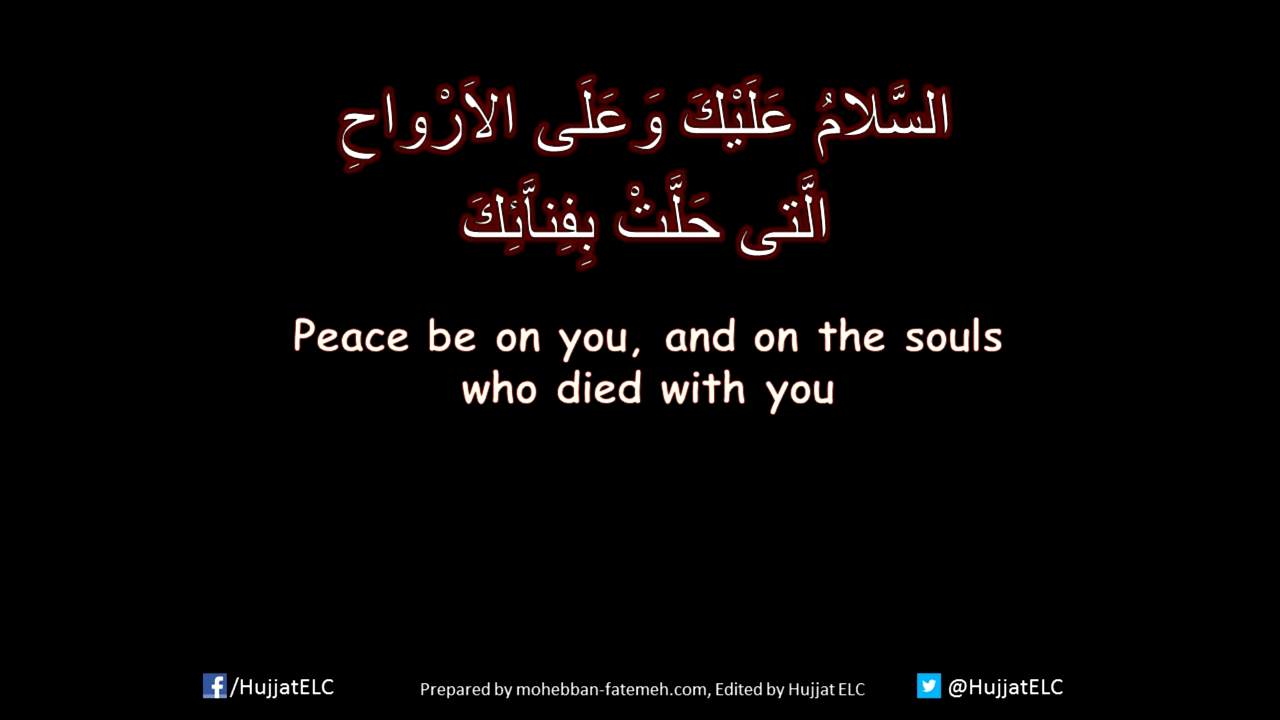 السَّلامُ عَلَيْكَ وَعَلَى الاَرْواحِ
الَّتى حَلَّتْ بِفِناَّئِكَ
Peace be on you, and on the souls
who died with you
/HujjatELC
Prepared by mohebban-fatemeh.com, Edited by Hujjat ELC
@HujjatELC